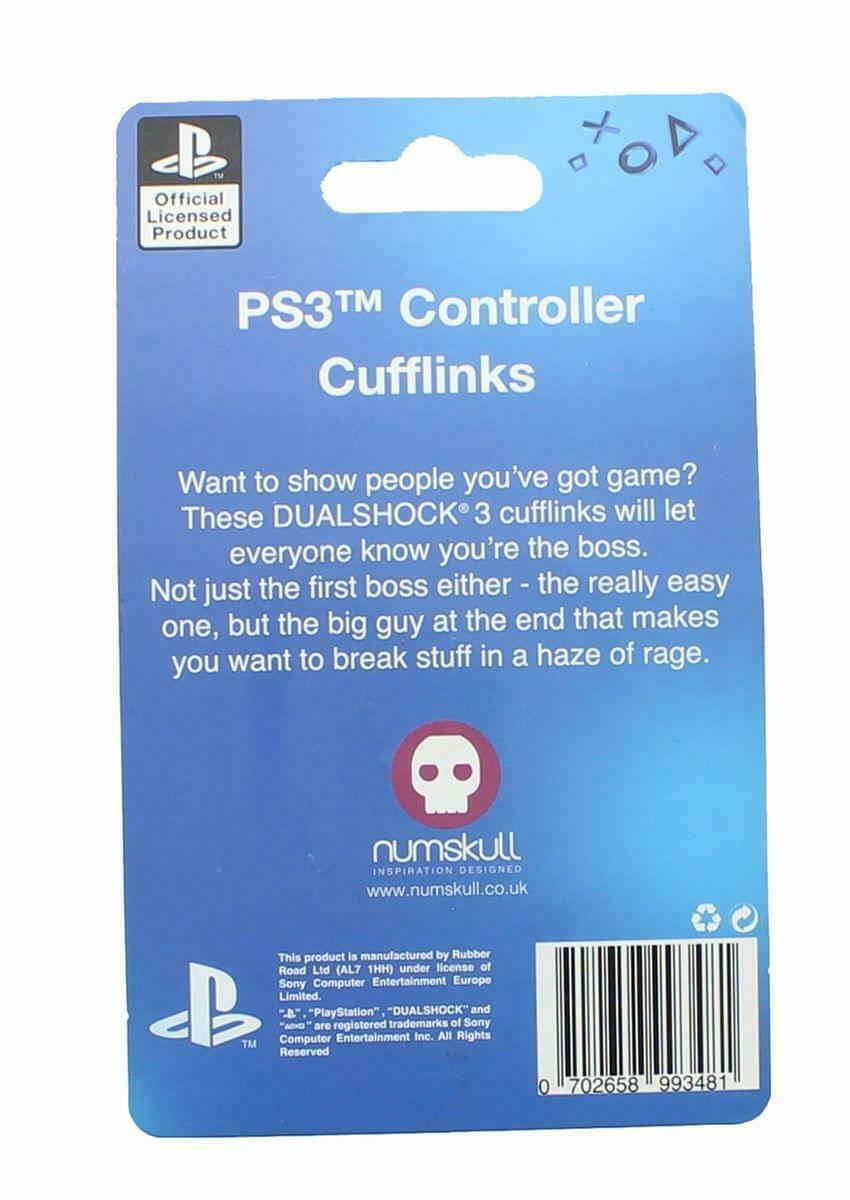 Official
Licensed
Product
PS3™ Controller
Cufflinks
Want to show people you've got game?
These DUALSHOCK® 3 cufflinks will let
everyone know you're the boss.
Not just the first boss either - the really easy
one, but the big guy at the end that makes
you want to break stuff in a haze of rage.
numskull
INSPIRATION DESIGNED
www.numskull.co.uk
This product is manufactured by Rubber
Road Ltd (AL7 1HH) under license of
Sony Computer Entertainment Europe
Limited.
" ", "PlayStation", "DUALSHOCK" and
"△○×□" are registered trademarks of Sony
Computer Entertainment Inc. All Rights
Reserved
TM
0 702658 993481